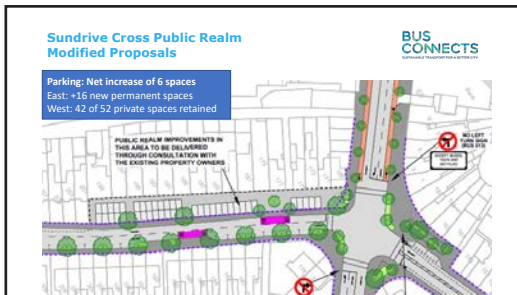 Sundrive Cross Public Realm
Modified Proposals
BUS
CONNECTS
SUSTAINABLE TRANSPORT FOR A BETTER CITY
Parking: Net increase of 6 spaces
East: +16 new permanent spaces
West: 42 of 52 private spaces retained
PUBLIC REALM IMPROVEMENTS IN
THIS AREA TO BE DELIVERED
THROUGH CONSULTATION WITH
THE EXISTING PROPERTY OWNERS
NO LEFT
TURN SIGN